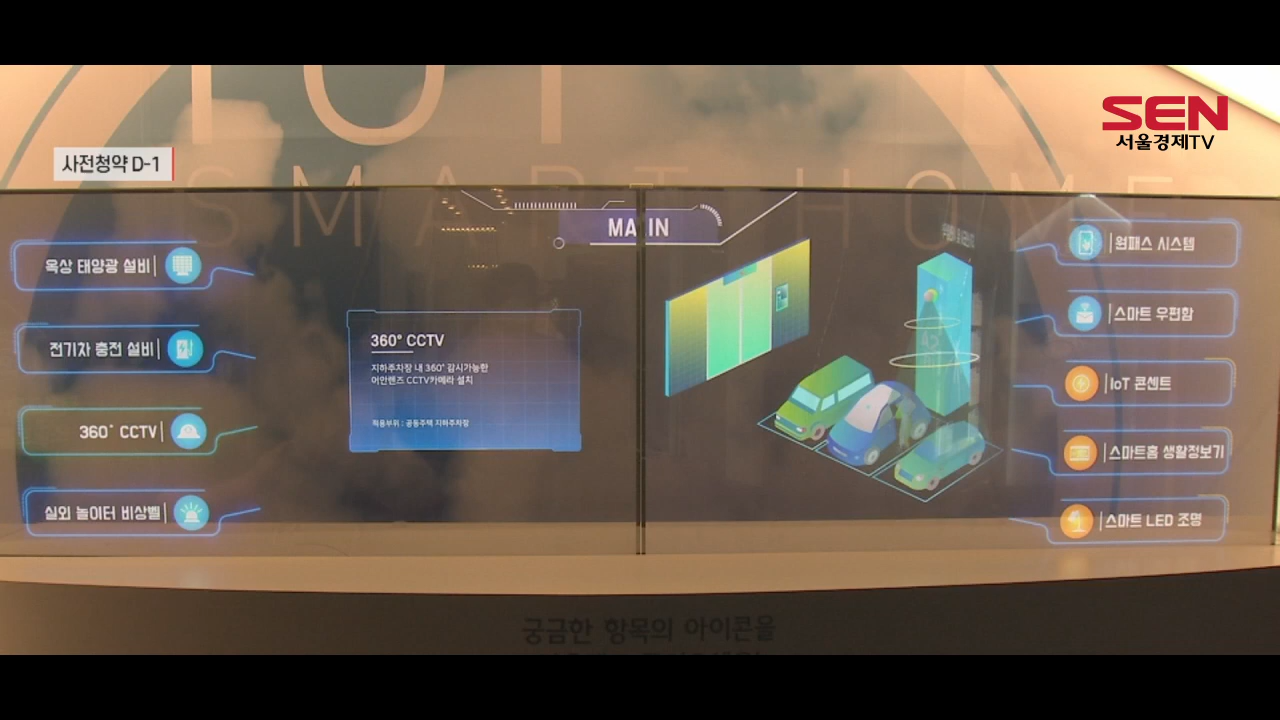 SEN
서울경제TV
사전청약 D-1
IOT
SMART HOME
MAIN
옥상 태양광 설비
전기차 충전 설비
360° CCTV
실외 놀이터 비상벨
360° CCTV
지하주차장 내 360° 감시가능한
어안렌즈 CCTV카메라 설치
적용부위 : 공동주택 지하주차장
원패스 시스템
스마트 우편함
IoT 콘센트
스마트홈 생활정보기
스마트 LED 조명
궁금한 항목의 아이콘을